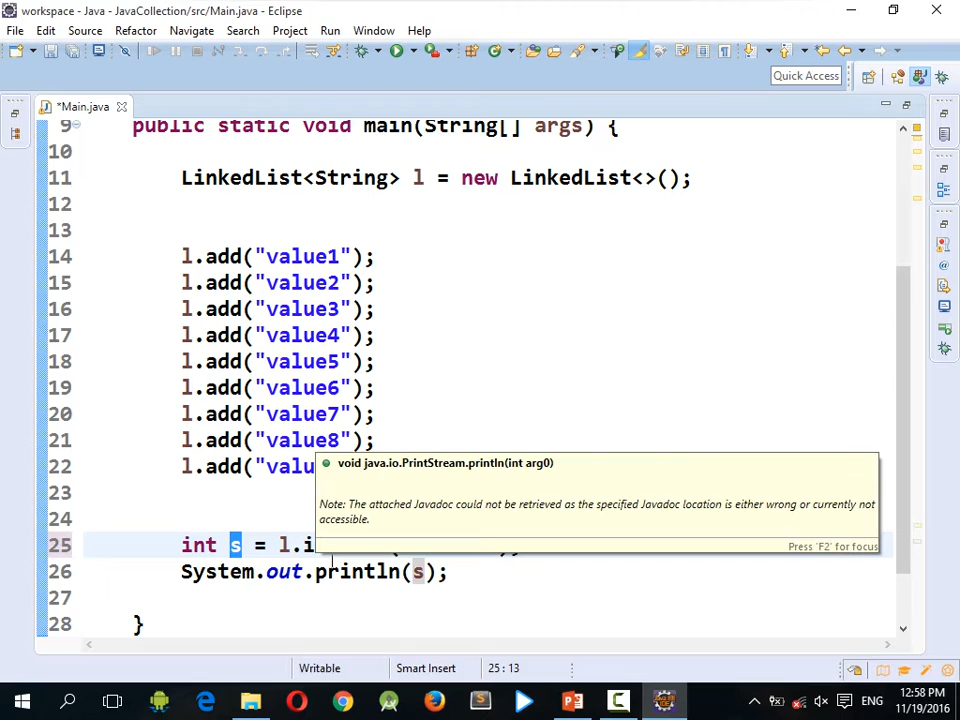 workspace - Java - JavaCollection/src/Main.java - Eclipse
File Edit Source Refactor Navigate Search Project Run Window Help
Quick Access
*Main.java
9 public static void main(String[] args) {
10
11 LinkedList<String> l = new LinkedList<>();
12
13
14 l.add("value1");
15 l.add("value2");
16 l.add("value3");
17 l.add("value4");
18 l.add("value5");
19 l.add("value6");
20 l.add("value7");
21 l.add("value8");
22 l.add("valu
void java.io.PrintStream.println(int arg0)
23
Note: The attached Javadoc could not be retrieved as the specified Javadoc location is either wrong or currently not
accessible.
24
25 int s = l.i
Press 'F2' for focus
26 System.out.println(s);
27
28 }
Writable Smart Insert 25 : 13
ENG
12:58 PM
11/19/2016